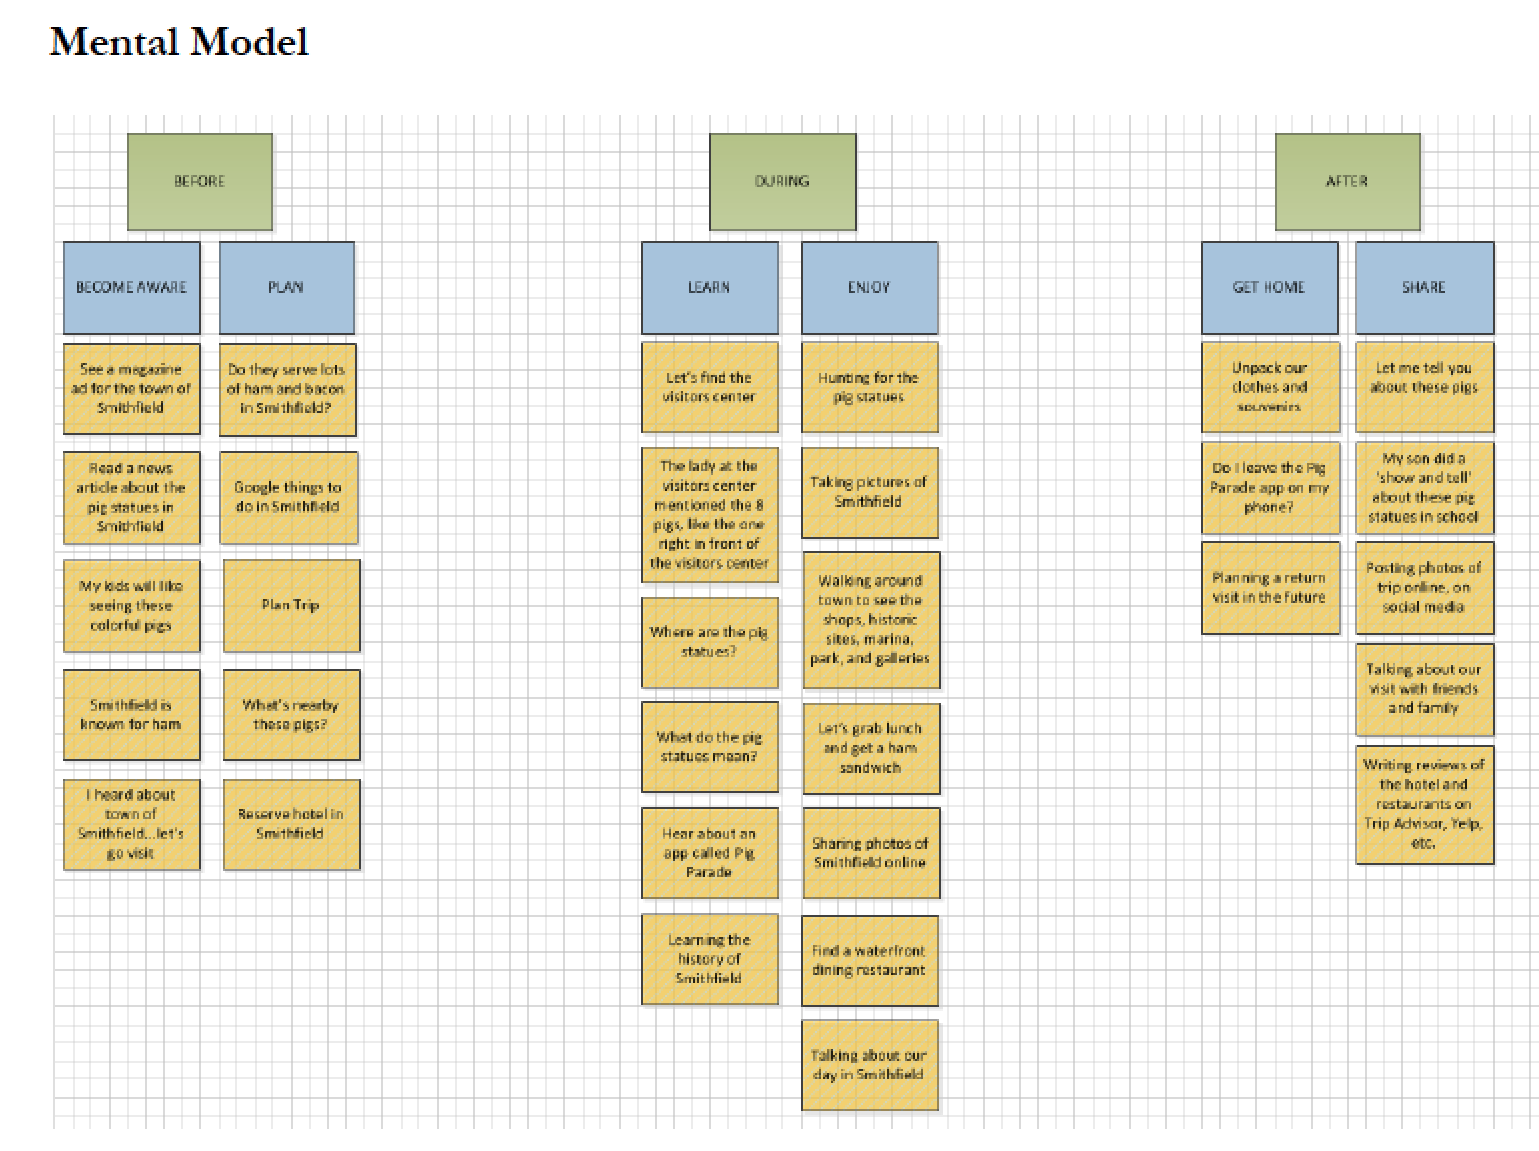 Mental Model
BEFORE
DURING
AFTER
BECOME AWARE
PLAN
LEARN
ENJOY
GET HOME
SHARE
See a magazine
ad for the town of
Smithfield
Read a news
article about the
pig statues in
Smithfield
My kids will like
seeing these
colorful pigs
Smithfield is
known for ham
I heard about
town of
Smithfield...let's
go visit
Do they serve lots
of ham and bacon
in Smithfield?
Google things to
do in Smithfield
Plan Trip
What's nearby
these pigs?
Reserve hotel in
Smithfield
Let's find the
visitors center
The lady at the
visitors center
mentioned the 8
pigs, like the one
right in front of
the visitors center
Where are the pig
statues?
What do the pig
statues mean?
Hear about an
app called Pig
Parade
Learning the
history of
Smithfield
Hunting for the
pig statues
Taking pictures of
Smithfield
Walking around
town to see the
shops, historic
sites, marina,
park, and galleries
Let's grab lunch
and get a ham
sandwich
Sharing photos of
Smithfield online
Find a waterfront
dining restaurant
Talking about our
day in Smithfield
Unpack our
clothes and
souvenirs
Do I leave the Pig
Parade app on my
phone?
Planning a return
visit in the future
Let me tell you
about these pigs
My son did a
'show and tell'
about these pig
statues in school
Posting photos of
trip online, on
social media
Talking about our
visit with friends
and family
Writing reviews of
the hotel and
restaurants on
Trip Advisor, Yelp,
etc.